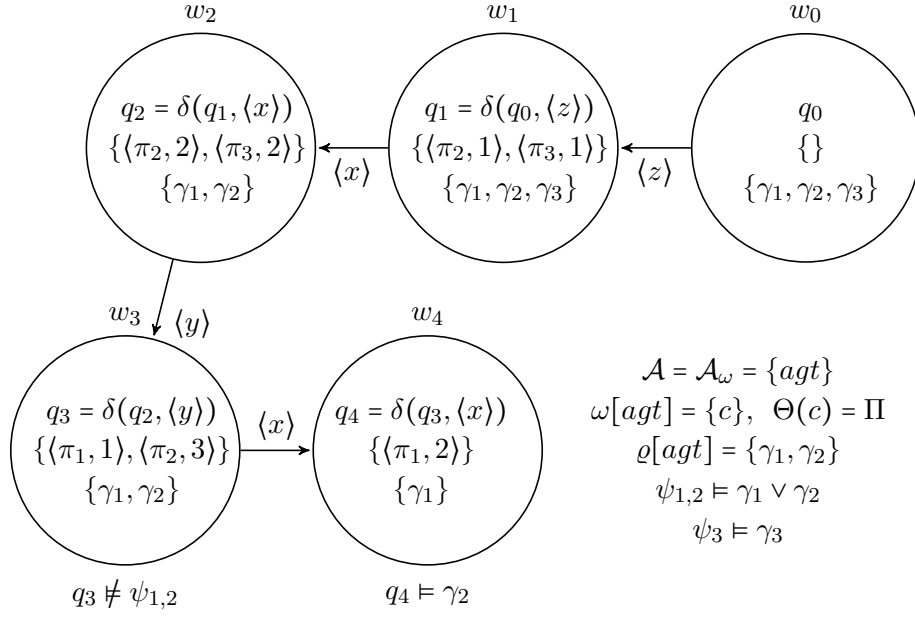 w₂
w₁
w₀
q₂ = δ(q₁, ⟨x⟩)
{⟨π₂, 2⟩, ⟨π₃, 2⟩}
{γ₁, γ₂}
⟨x⟩
q₁ = δ(q₀, ⟨z⟩)
{⟨π₂, 1⟩, ⟨π₃, 1⟩}
{γ₁, γ₂, γ₃}
⟨z⟩
q₀
{}
{γ₁, γ₂, γ₃}
⟨y⟩
w₃
w₄
q₃ = δ(q₂, ⟨y⟩)
{⟨π₁, 1⟩, ⟨π₂, 3⟩}
{γ₁, γ₂}
⟨x⟩
q₄ = δ(q₃, ⟨x⟩)
{⟨π₁, 2⟩}
{γ₁}
𝒜 = 𝒜_ω = {agt}
ω[agt] = {c}, Θ(c) = Π
ϱ[agt] = {γ₁, γ₂}
ψ₁,₂ ⊨ γ₁ ∨ γ₂
ψ₃ ⊨ γ₃
q₃ ⊭ ψ₁,₂
q₄ ⊨ γ₂